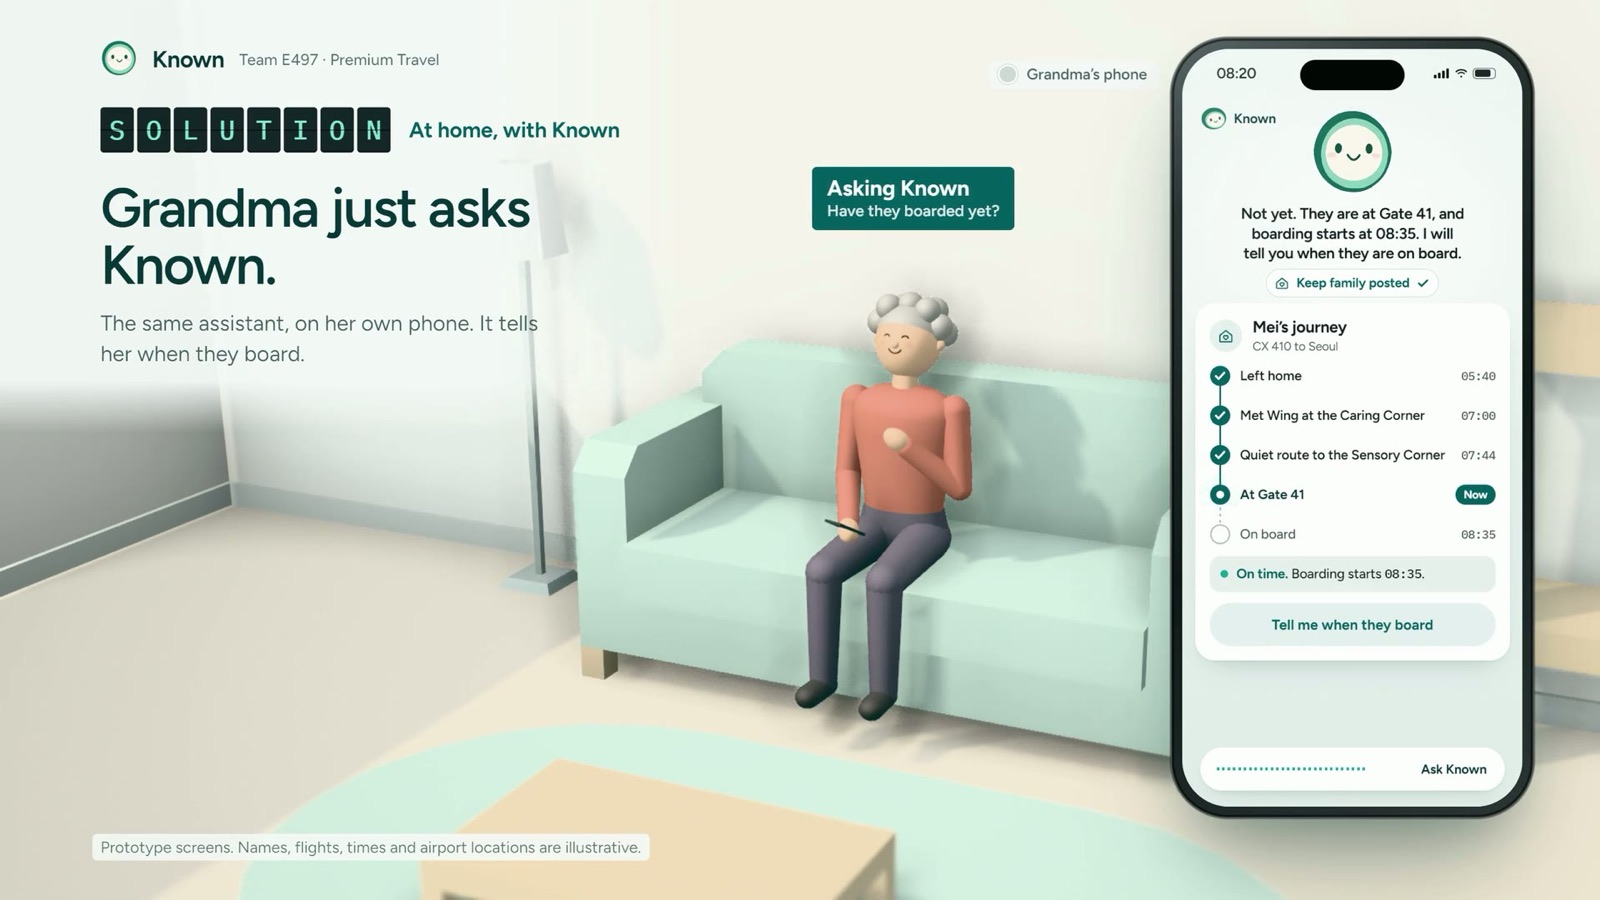 Known Team E497 · Premium Travel
SOLUTION At home, with Known
Grandma just asks
Known.
The same assistant, on her own phone. It tells
her when they board.
Asking Known
Have they boarded yet?
Grandma's phone
08:20
Known
Not yet. They are at Gate 41, and
boarding starts at 08:35. I will
tell you when they are on board.
Keep family posted
Mei's journey
CX 410 to Seoul
Left home 05:40
Met Wing at the Caring Corner 07:00
Quiet route to the Sensory Corner 07:44
At Gate 41 Now
On board 08:35
On time. Boarding starts 08:35.
Tell me when they board
Ask Known
Prototype screens. Names, flights, times and airport locations are illustrative.